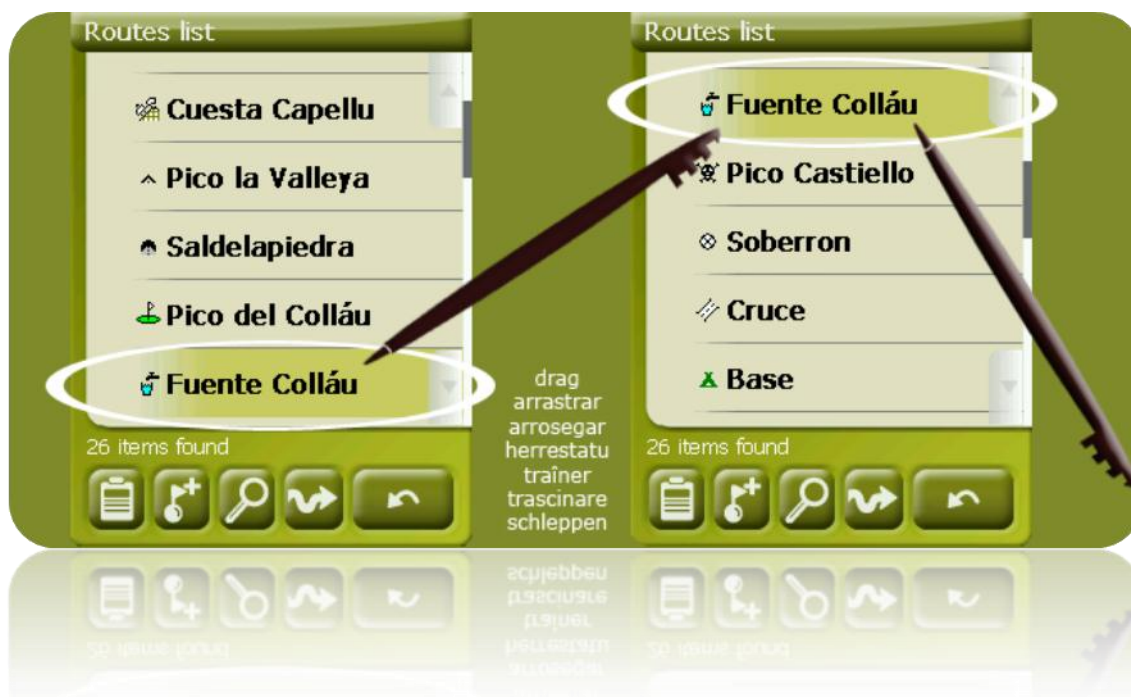 Routes list
Cuesta Capellu
Pico la Valleya
Saldelapiedra
Pico del Colláu
Fuente Colláu
26 items found
drag
arrastrar
arrosegar
herrestatu
traîner
trascinare
schleppen
Routes list
Fuente Colláu
Pico Castiello
Soberron
Cruce
Base
26 items found